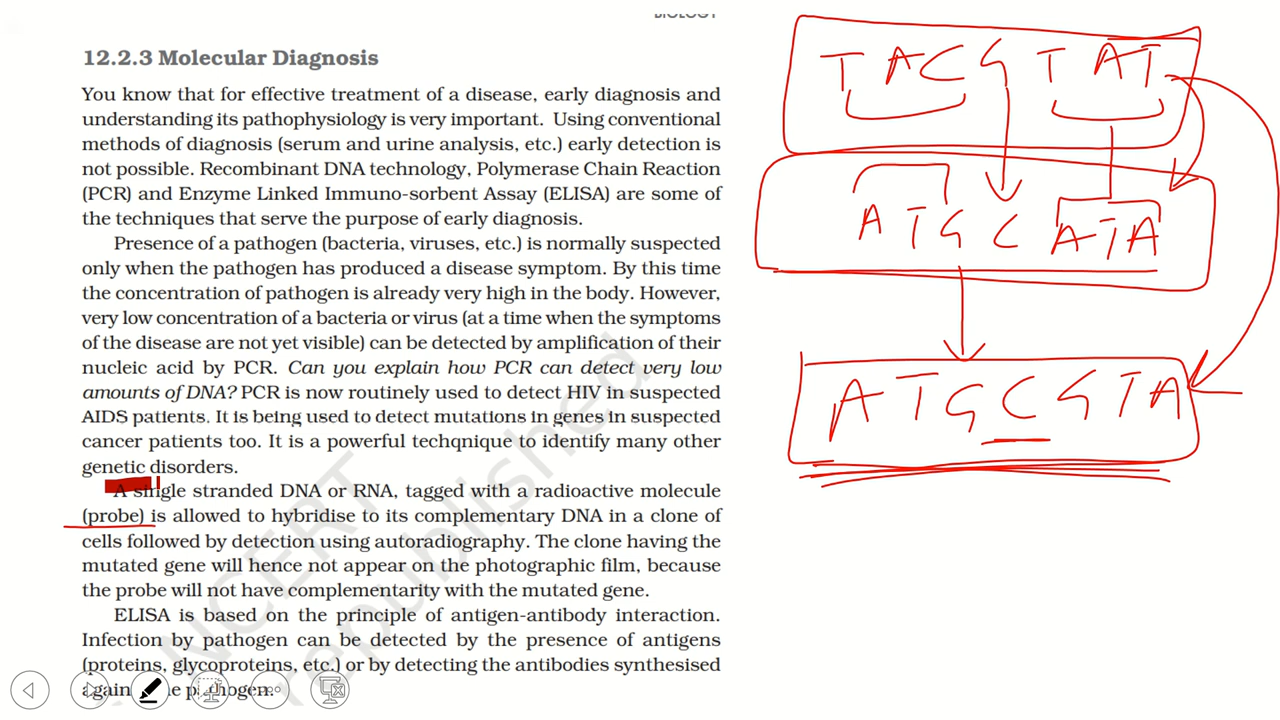 BIOLOGY
12.2.3 Molecular Diagnosis
You know that for effective treatment of a disease, early diagnosis and
understanding its pathophysiology is very important. Using conventional
methods of diagnosis (serum and urine analysis, etc.) early detection is
not possible. Recombinant DNA technology, Polymerase Chain Reaction
(PCR) and Enzyme Linked Immuno-sorbent Assay (ELISA) are some of
the techniques that serve the purpose of early diagnosis.
Presence of a pathogen (bacteria, viruses, etc.) is normally suspected
only when the pathogen has produced a disease symptom. By this time
the concentration of pathogen is already very high in the body. However,
very low concentration of a bacteria or virus (at a time when the symptoms
of the disease are not yet visible) can be detected by amplification of their
nucleic acid by PCR. Can you explain how PCR can detect very low
amounts of DNA? PCR is now routinely used to detect HIV in suspected
AIDS patients. It is being used to detect mutations in genes in suspected
cancer patients too. It is a powerful techqnique to identify many other
genetic disorders.
A single stranded DNA or RNA, tagged with a radioactive molecule
(probe) is allowed to hybridise to its complementary DNA in a clone of
cells followed by detection using autoradiography. The clone having the
mutated gene will hence not appear on the photographic film, because
the probe will not have complementarity with the mutated gene.
ELISA is based on the principle of antigen-antibody interaction.
Infection by pathogen can be detected by the presence of antigens
(proteins, glycoproteins, etc.) or by detecting the antibodies synthesised
against the pathogen.
NCERT
republished
T A C G T A T
A T G C A T A
A T G C G T A